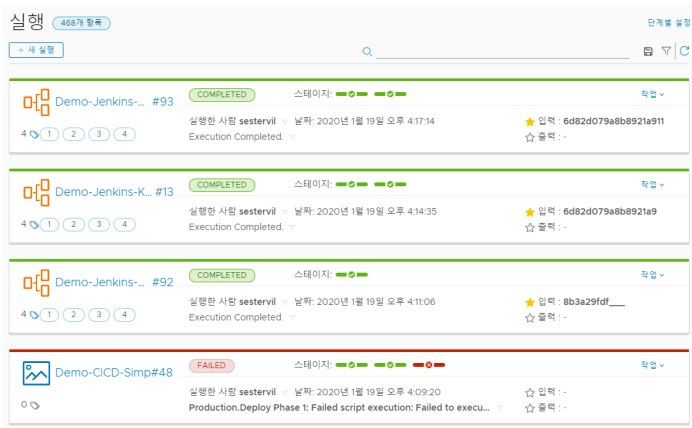 실행 468개 항목 단계별 설정
+ 새 실행
Demo-Jenkins-... #93 COMPLETED 스테이지: 작업
실행한 사람 sestervil 날짜: 2020년 1월 19일 오후 4:17:14 입력 : 6d82d079a8b8921a911
4 1 2 3 4 Execution Completed. 출력 : -
Demo-Jenkins-K... #13 COMPLETED 스테이지: 작업
실행한 사람 sestervil 날짜: 2020년 1월 19일 오후 4:14:35 입력 : 6d82d079a8b8921a9
4 1 2 3 4 Execution Completed. 출력 : -
Demo-Jenkins-... #92 COMPLETED 스테이지: 작업
실행한 사람 sestervil 날짜: 2020년 1월 19일 오후 4:11:06 입력 : 8b3a29fdf___
4 1 2 3 4 Execution Completed. 출력 : -
Demo-CICD-Simp#48 FAILED 스테이지: 작업
실행한 사람 sestervil 날짜: 2020년 1월 19일 오후 4:09:20 입력 : -
0 Production.Deploy Phase 1: Failed script execution: Failed to execu... 출력 : -